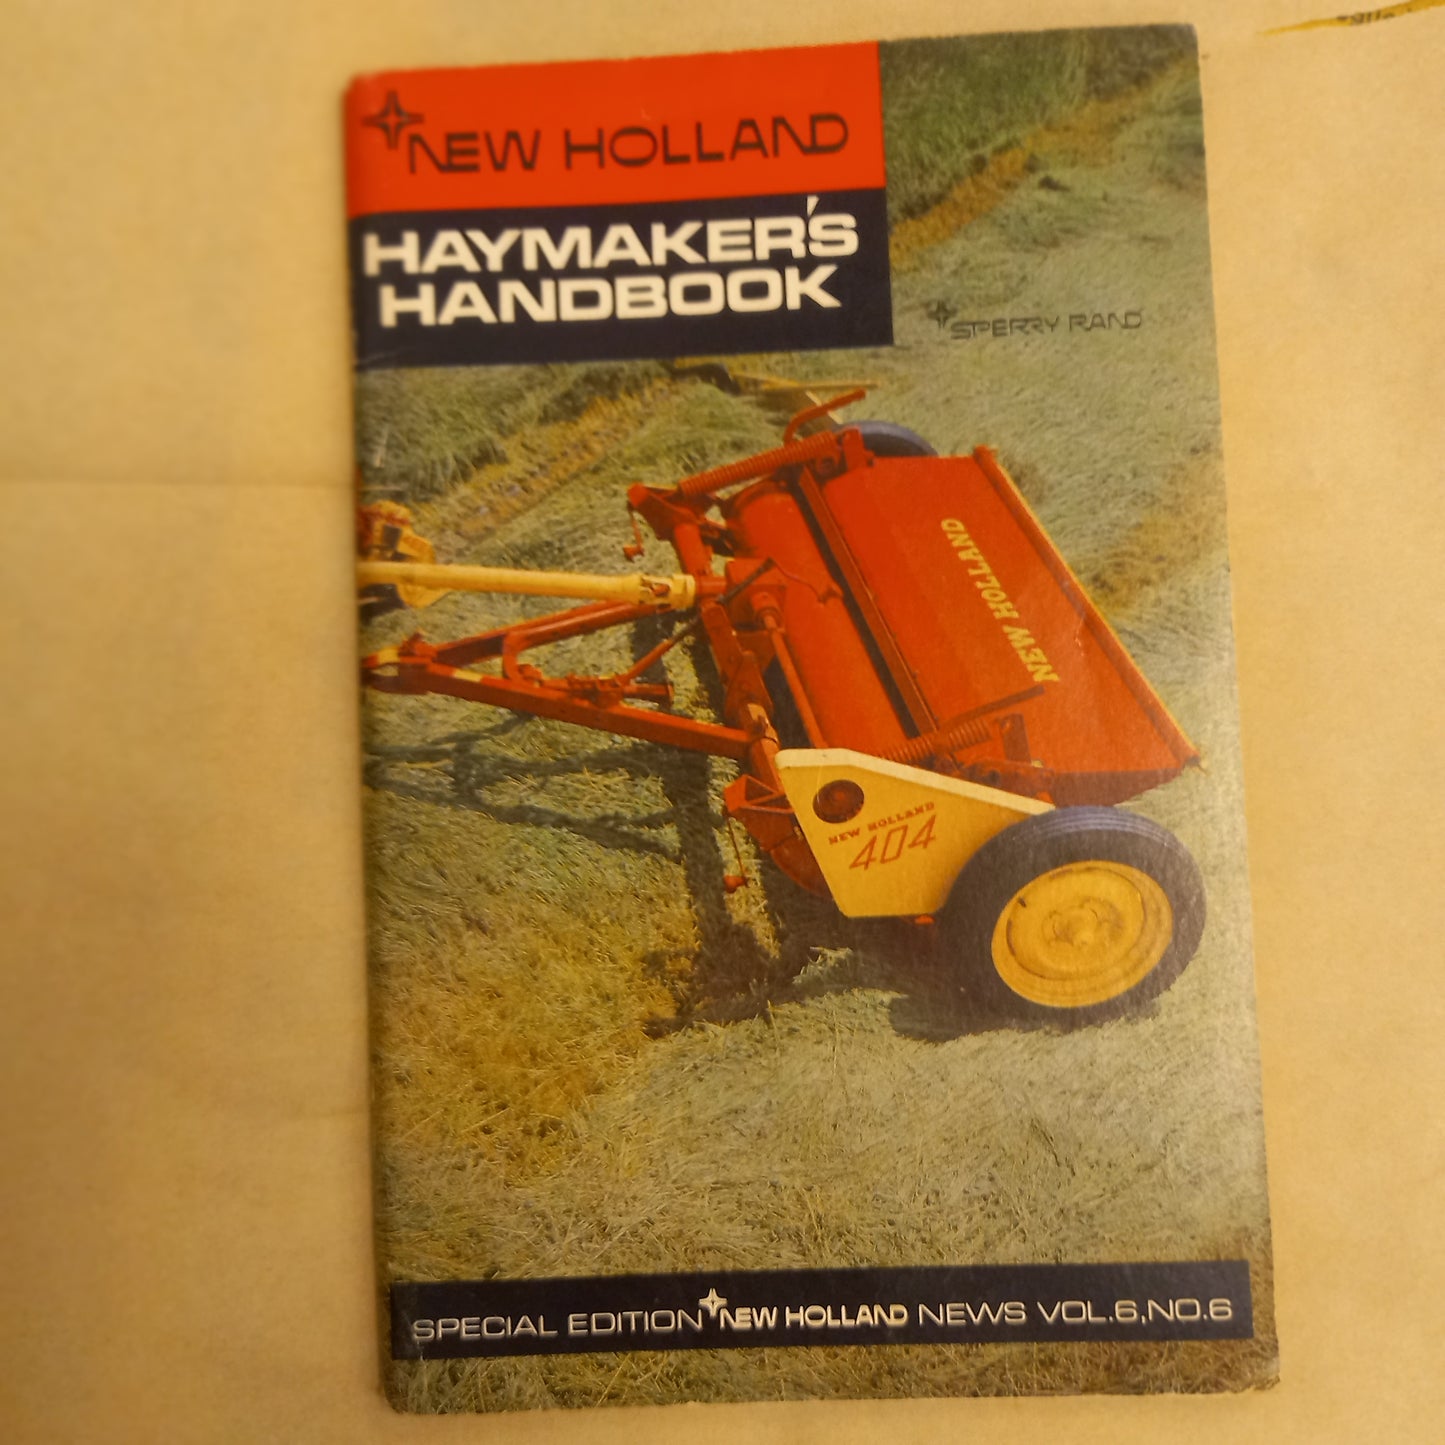 NEW HOLLAND
HAYMAKER'S
HANDBOOK
SPERRY RAND
NEW HOLLAND
NEW HOLLAND
404
SPECIAL EDITION NEW HOLLAND NEWS VOL.6,NO.6